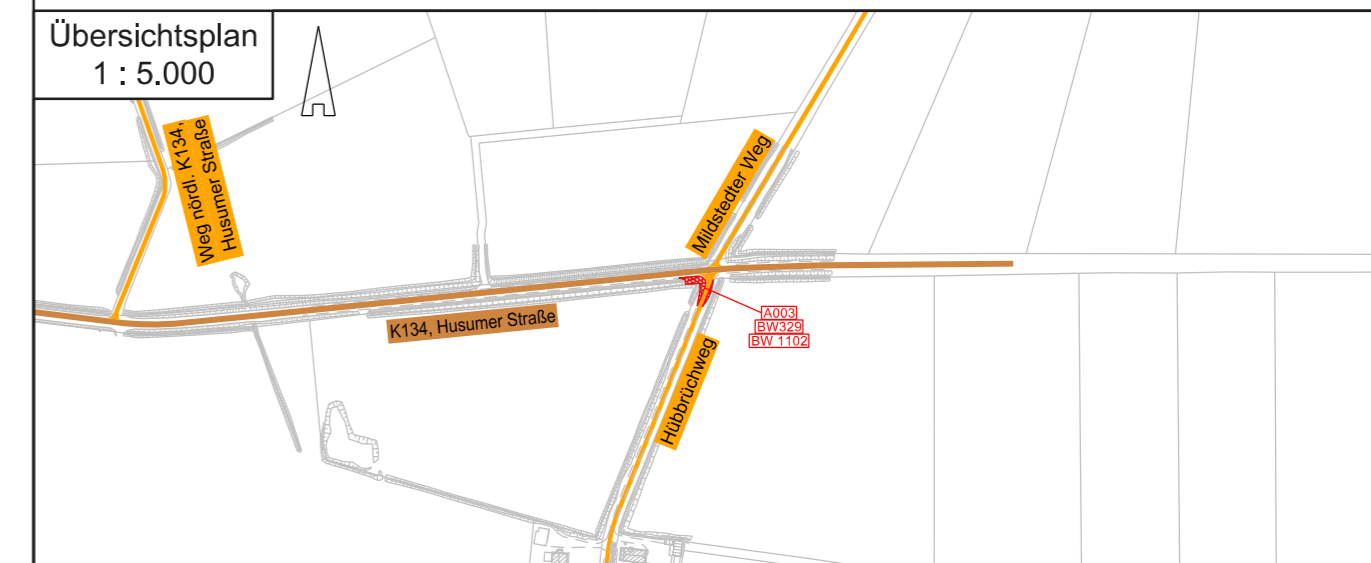 Übersichtsplan
1 : 5.000
Weg nördl. K134,
Husumer Straße
Mildstedter Weg
K134, Husumer Straße
A003
BW329
BW 1102
Hübbrüchweg